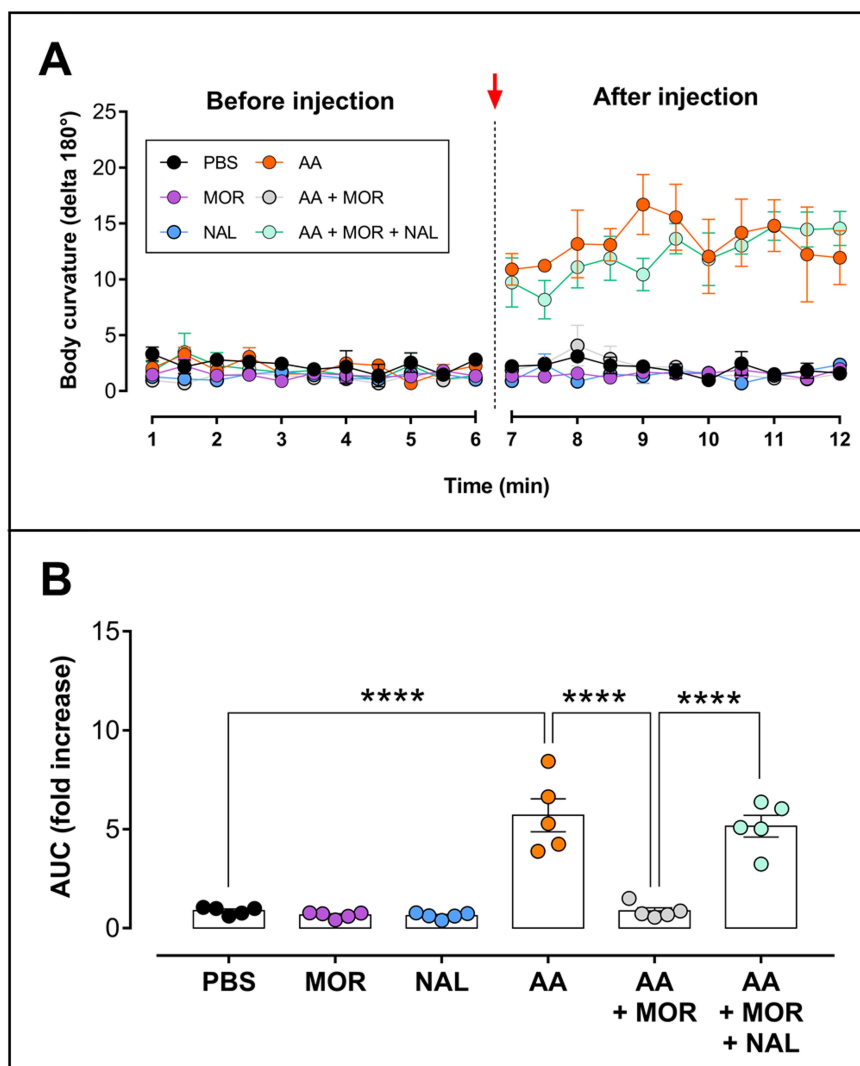 A
Before injection
After injection
Body curvature (delta 180°)
25
20
15
10
5
0
PBS
AA
MOR
AA + MOR
NAL
AA + MOR + NAL
1 2 3 4 5 6 7 8 9 10 11 12
Time (min)
B
AUC (fold increase)
15
10
5
0
**** **** ****
PBS MOR NAL AA AA AA
+ MOR + MOR
+ NAL